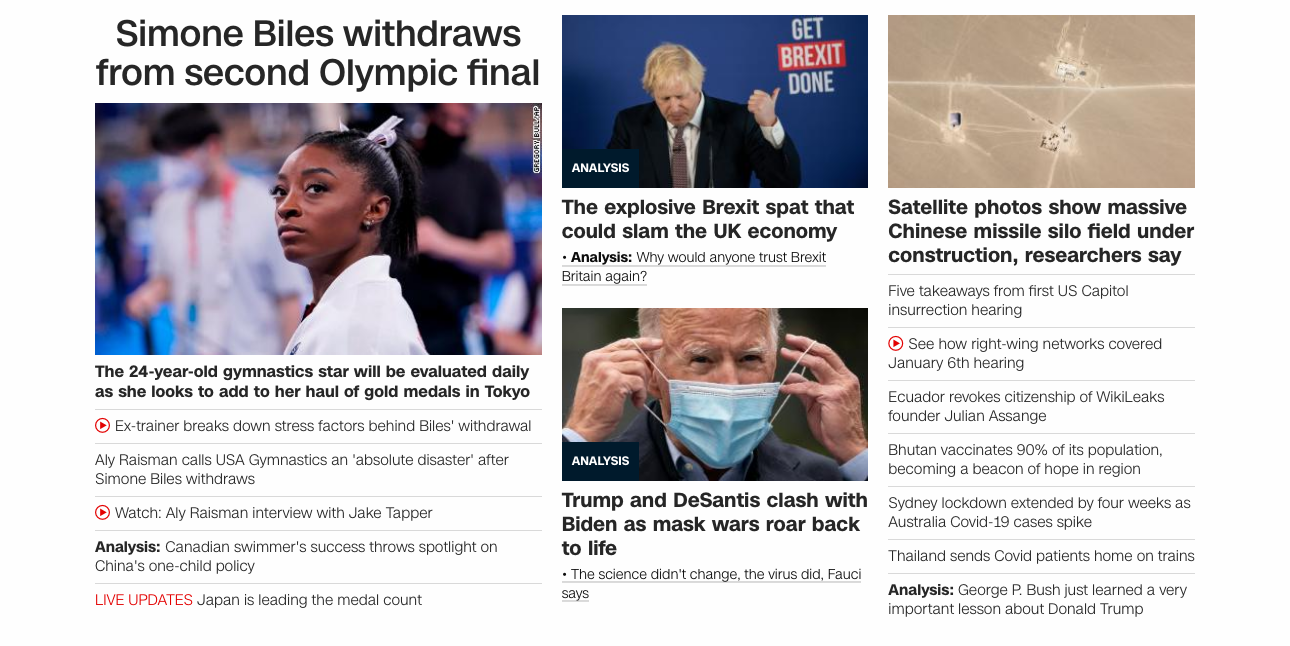 Simone Biles withdraws
from second Olympic final
GREGORY BULL/AP
The 24-year-old gymnastics star will be evaluated daily
as she looks to add to her haul of gold medals in Tokyo
Ex-trainer breaks down stress factors behind Biles' withdrawal
Aly Raisman calls USA Gymnastics an 'absolute disaster' after
Simone Biles withdraws
Watch: Aly Raisman interview with Jake Tapper
Analysis: Canadian swimmer's success throws spotlight on
China's one-child policy
LIVE UPDATES Japan is leading the medal count
GET
BREXIT
DONE
ANALYSIS
The explosive Brexit spat that
could slam the UK economy
• Analysis: Why would anyone trust Brexit
Britain again?
ANALYSIS
Trump and DeSantis clash with
Biden as mask wars roar back
to life
• The science didn't change, the virus did, Fauci
says
Satellite photos show massive
Chinese missile silo field under
construction, researchers say
Five takeaways from first US Capitol
insurrection hearing
See how right-wing networks covered
January 6th hearing
Ecuador revokes citizenship of WikiLeaks
founder Julian Assange
Bhutan vaccinates 90% of its population,
becoming a beacon of hope in region
Sydney lockdown extended by four weeks as
Australia Covid-19 cases spike
Thailand sends Covid patients home on trains
Analysis: George P. Bush just learned a very
important lesson about Donald Trump